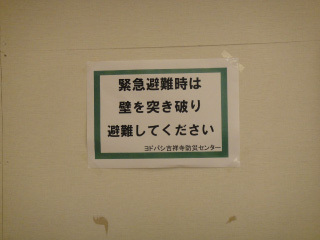 緊急避難時は
壁を突き破り
避難してください
ヨドバシ吉祥寺防災センター